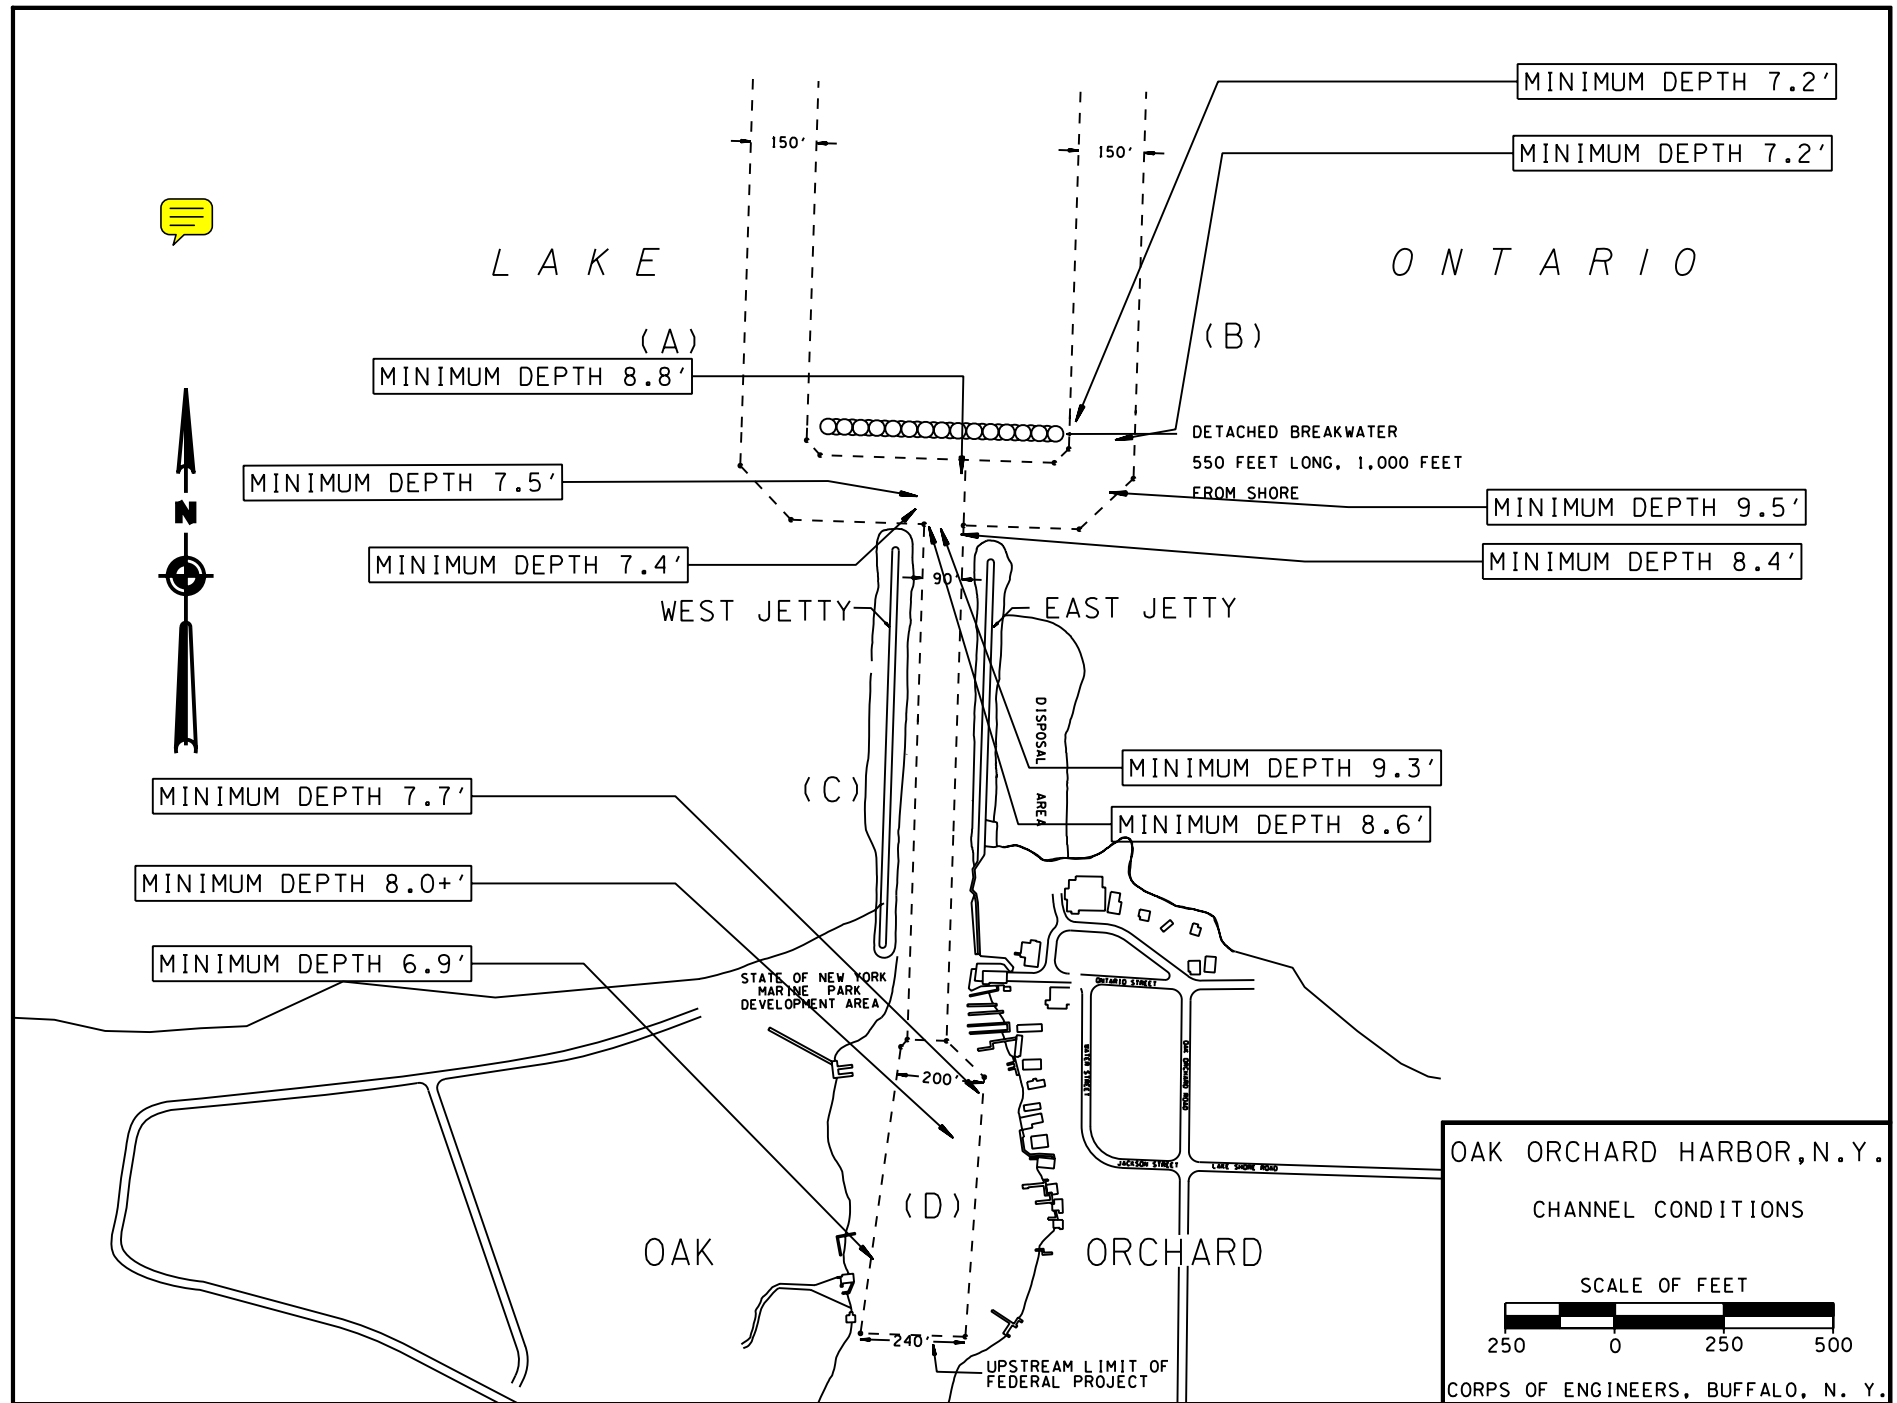 MINIMUM DEPTH 7.2'
MINIMUM DEPTH 7.2'
150'
150'
LAKE
ONTARIO
(A)
(B)
MINIMUM DEPTH 8.8'
DETACHED BREAKWATER
550 FEET LONG, 1,000 FEET
FROM SHORE
MINIMUM DEPTH 7.5'
MINIMUM DEPTH 9.5'
N
MINIMUM DEPTH 7.4'
MINIMUM DEPTH 8.4'
90'
WEST JETTY
EAST JETTY
DISPOSAL AREA
MINIMUM DEPTH 9.3'
(C)
MINIMUM DEPTH 7.7'
MINIMUM DEPTH 8.6'
MINIMUM DEPTH 8.0+'
MINIMUM DEPTH 6.9'
STATE OF NEW YORK
MARINE PARK
DEVELOPMENT AREA
ONTARIO STREET
WATER STREET
OAK ORCHARD ROAD
200'
JACKSON STREET
LAKE SHORE ROAD
(D)
OAK
ORCHARD
240'
UPSTREAM LIMIT OF
FEDERAL PROJECT
OAK ORCHARD HARBOR, N.Y.
CHANNEL CONDITIONS
SCALE OF FEET
250 0 250 500
CORPS OF ENGINEERS, BUFFALO, N. Y.